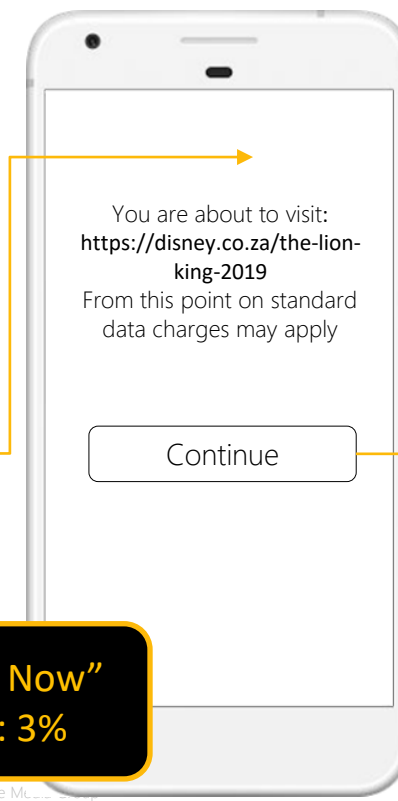 You are about to visit:
https://disney.co.za/the-lion-
king-2019
From this point on standard
data charges may apply
Continue
Now”
: 3%
Group